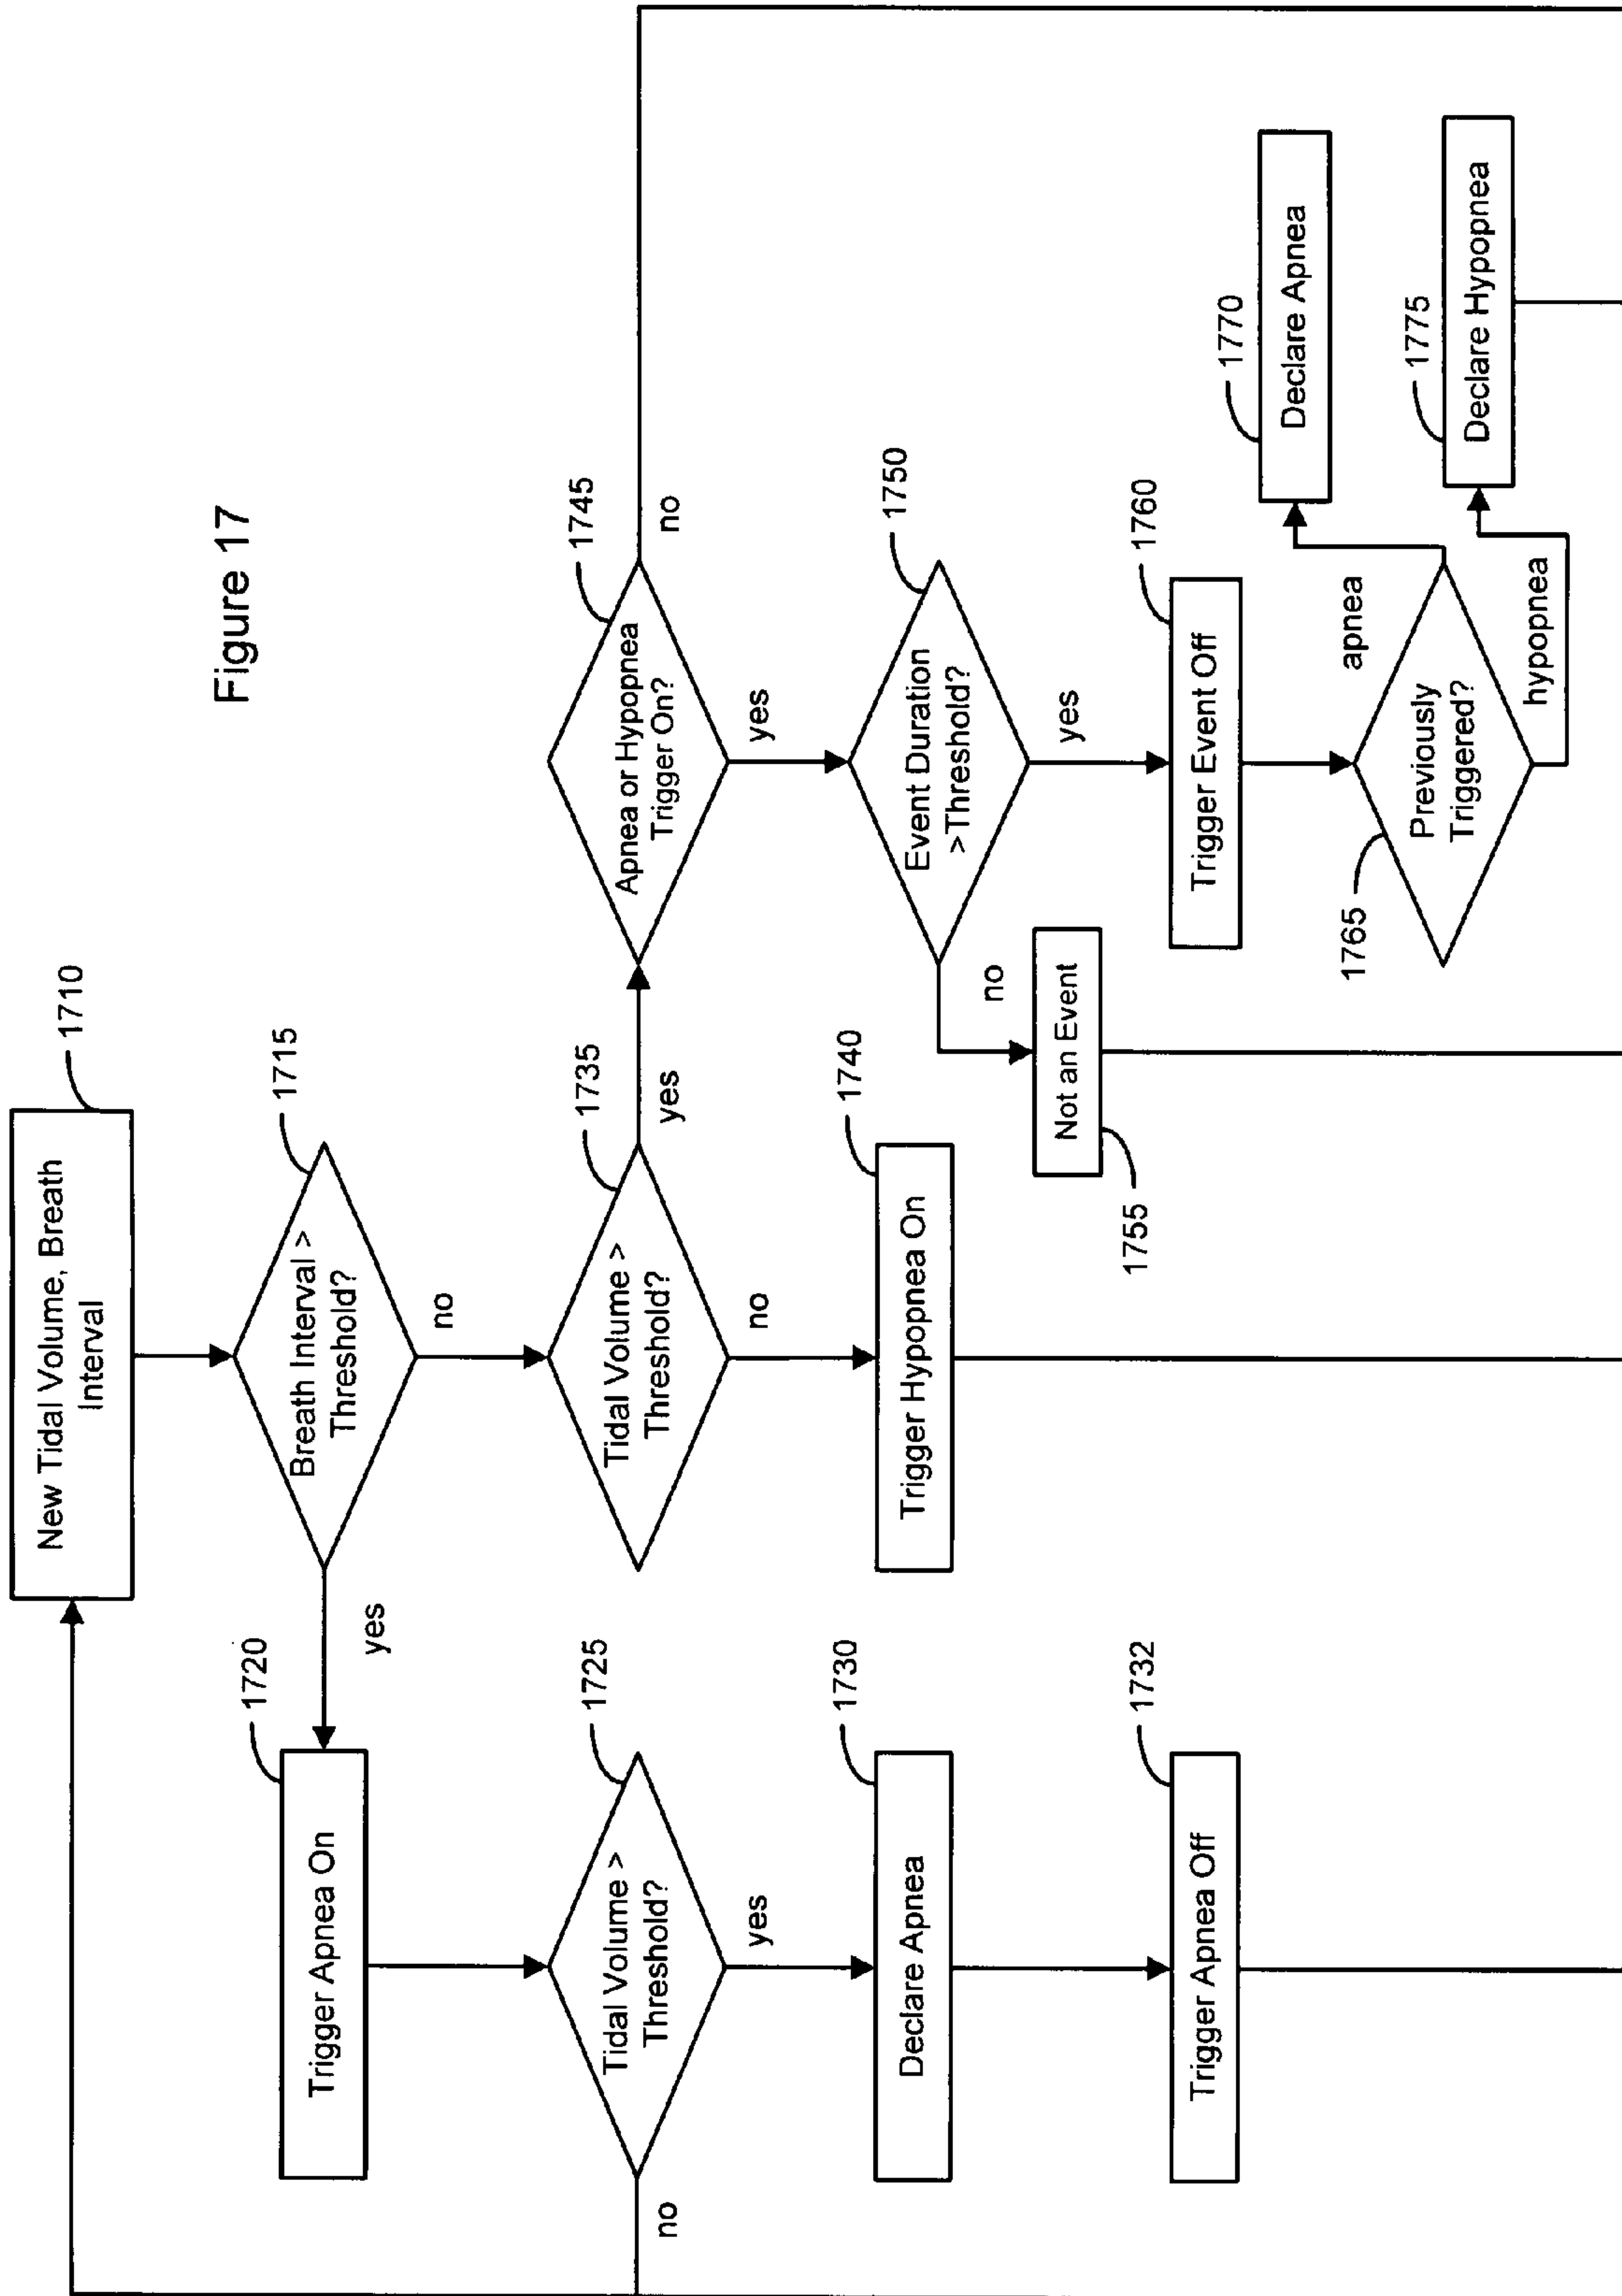 Figure 17
New Tidal Volume, Breath
Interval
1710
Breath Interval >
Threshold?
1715
yes
no
Trigger Apnea On
1720
Tidal Volume >
Threshold?
1725
no
yes
Declare Apnea
1730
Trigger Apnea Off
1732
Tidal Volume >
Threshold?
1735
yes
no
Trigger Hypopnea On
1740
Apnea or Hypopnea
Trigger On?
1745
no
yes
Event Duration
>Threshold?
1750
no
yes
Not an Event
1755
Trigger Event Off
1760
Previously
Triggered?
1765
apnea
hypopnea
Declare Apnea
1770
Declare Hypopnea
1775